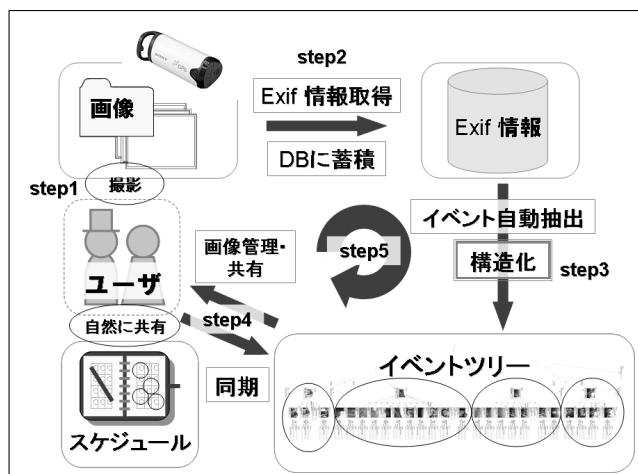 step2
画像
Exif 情報取得
DBに蓄積
Exif 情報
step1
撮影
ユーザ
自然に共有
スケジュール
画像管理・
共有
step4
同期
step5
イベント自動抽出
構造化
step3
イベントツリー